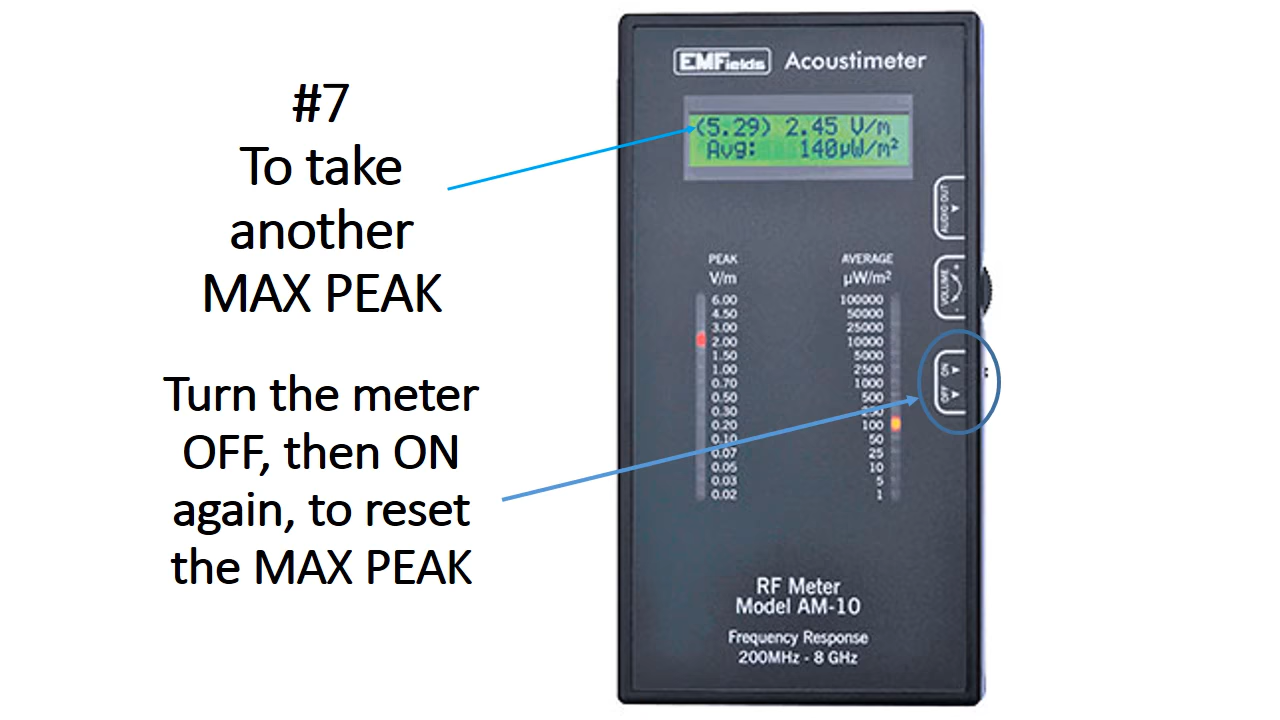 #7
To take
another
MAX PEAK
Turn the meter
OFF, then ON
again, to reset
the MAX PEAK
EMFields Acoustimeter
(5.29) 2.45 V/m
Avg: 140µW/m²
AUDIO OUT
VOLUME
- +
OFF ON
PEAK
V/m
6.00
4.50
3.00
2.00
1.50
1.00
0.70
0.50
0.30
0.20
0.10
0.07
0.05
0.03
0.02
AVERAGE
µW/m²
100000
50000
25000
10000
5000
2500
1000
500
250
100
50
25
10
5
1
RF Meter
Model AM-10
Frequency Response
200MHz - 8 GHz